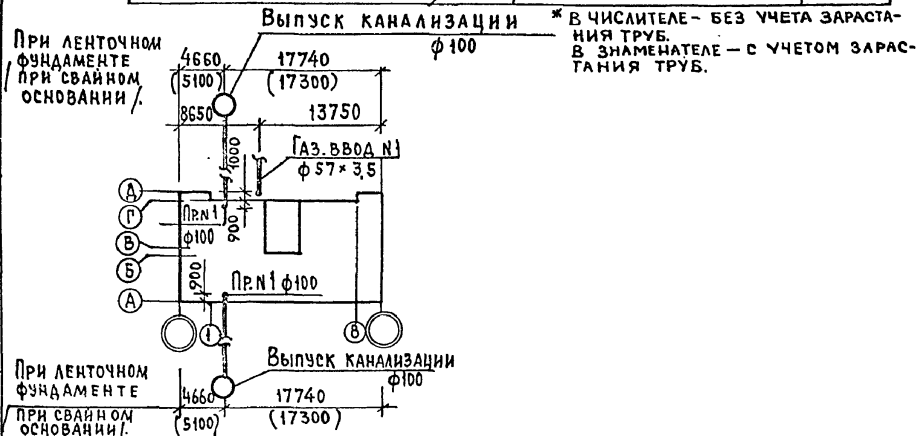 Выпуск канализации
ф100
* В числителе - без учета зараста-
ния труб.
В знаменателе - с учетом зарас-
тания труб.
При ленточном
фундаменте
/при свайном
основании/.
4660
17740
(5100)
(17300)
8650
13750
1000
Газ. ввод N1
ф57×3,5
Д
Г
В
Б
А
Пр.N1
ф100
900
900
Пр.N1 ф100
1
8
Выпуск канализации
ф100
При ленточном
фундаменте
/при свайном
основании/.
4660
17740
(5100)
(17300)